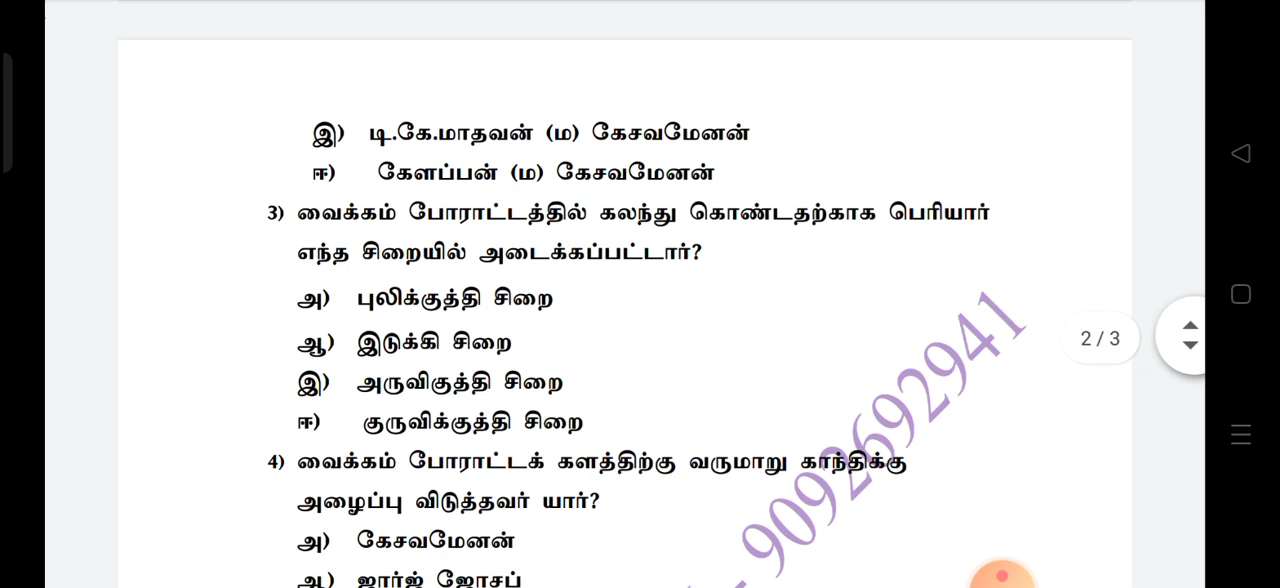 இ) டி.கே.மாதவன் (ம) கேசவமேனன்
ஈ) கேளப்பன் (ம) கேசவமேனன்
3) வைக்கம் போராட்டத்தில் கலந்து கொண்டதற்காக பெரியார்
எந்த சிறையில் அடைக்கப்பட்டார்?
அ) புலிக்குத்தி சிறை
ஆ) இடுக்கி சிறை
இ) அருவிகுத்தி சிறை
ஈ) குருவிக்குத்தி சிறை
4) வைக்கம் போராட்டக் களத்திற்கு வருமாறு காந்திக்கு
அழைப்பு விடுத்தவர் யார்?
அ) கேசவமேனன்
ஆ) ஜார்ஜ் ஜோசப்
2 / 3
- 9092692941